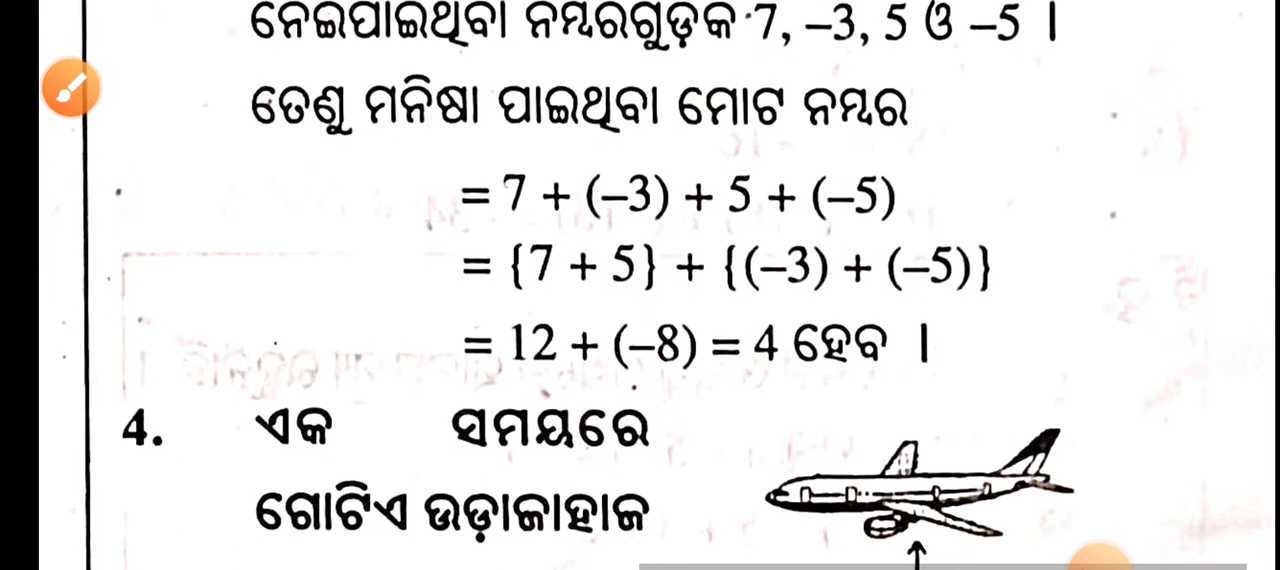 ନେଇପାଇଥିବା ନମ୍ବରଗୁଡ଼କ 7, –3, 5 ଓ –5 ।
ତେଣୁ ମନିଷା ପାଇଥିବା ମୋଟ ନମ୍ବର
= 7 + (–3) + 5 + (–5)
= {7 + 5} + {(–3) + (–5)}
= 12 + (–8) = 4 ହେବ ।
4. ଏକ ସମୟରେ
ଗୋଟିଏ ଉଡ଼ାଜାହାଜ